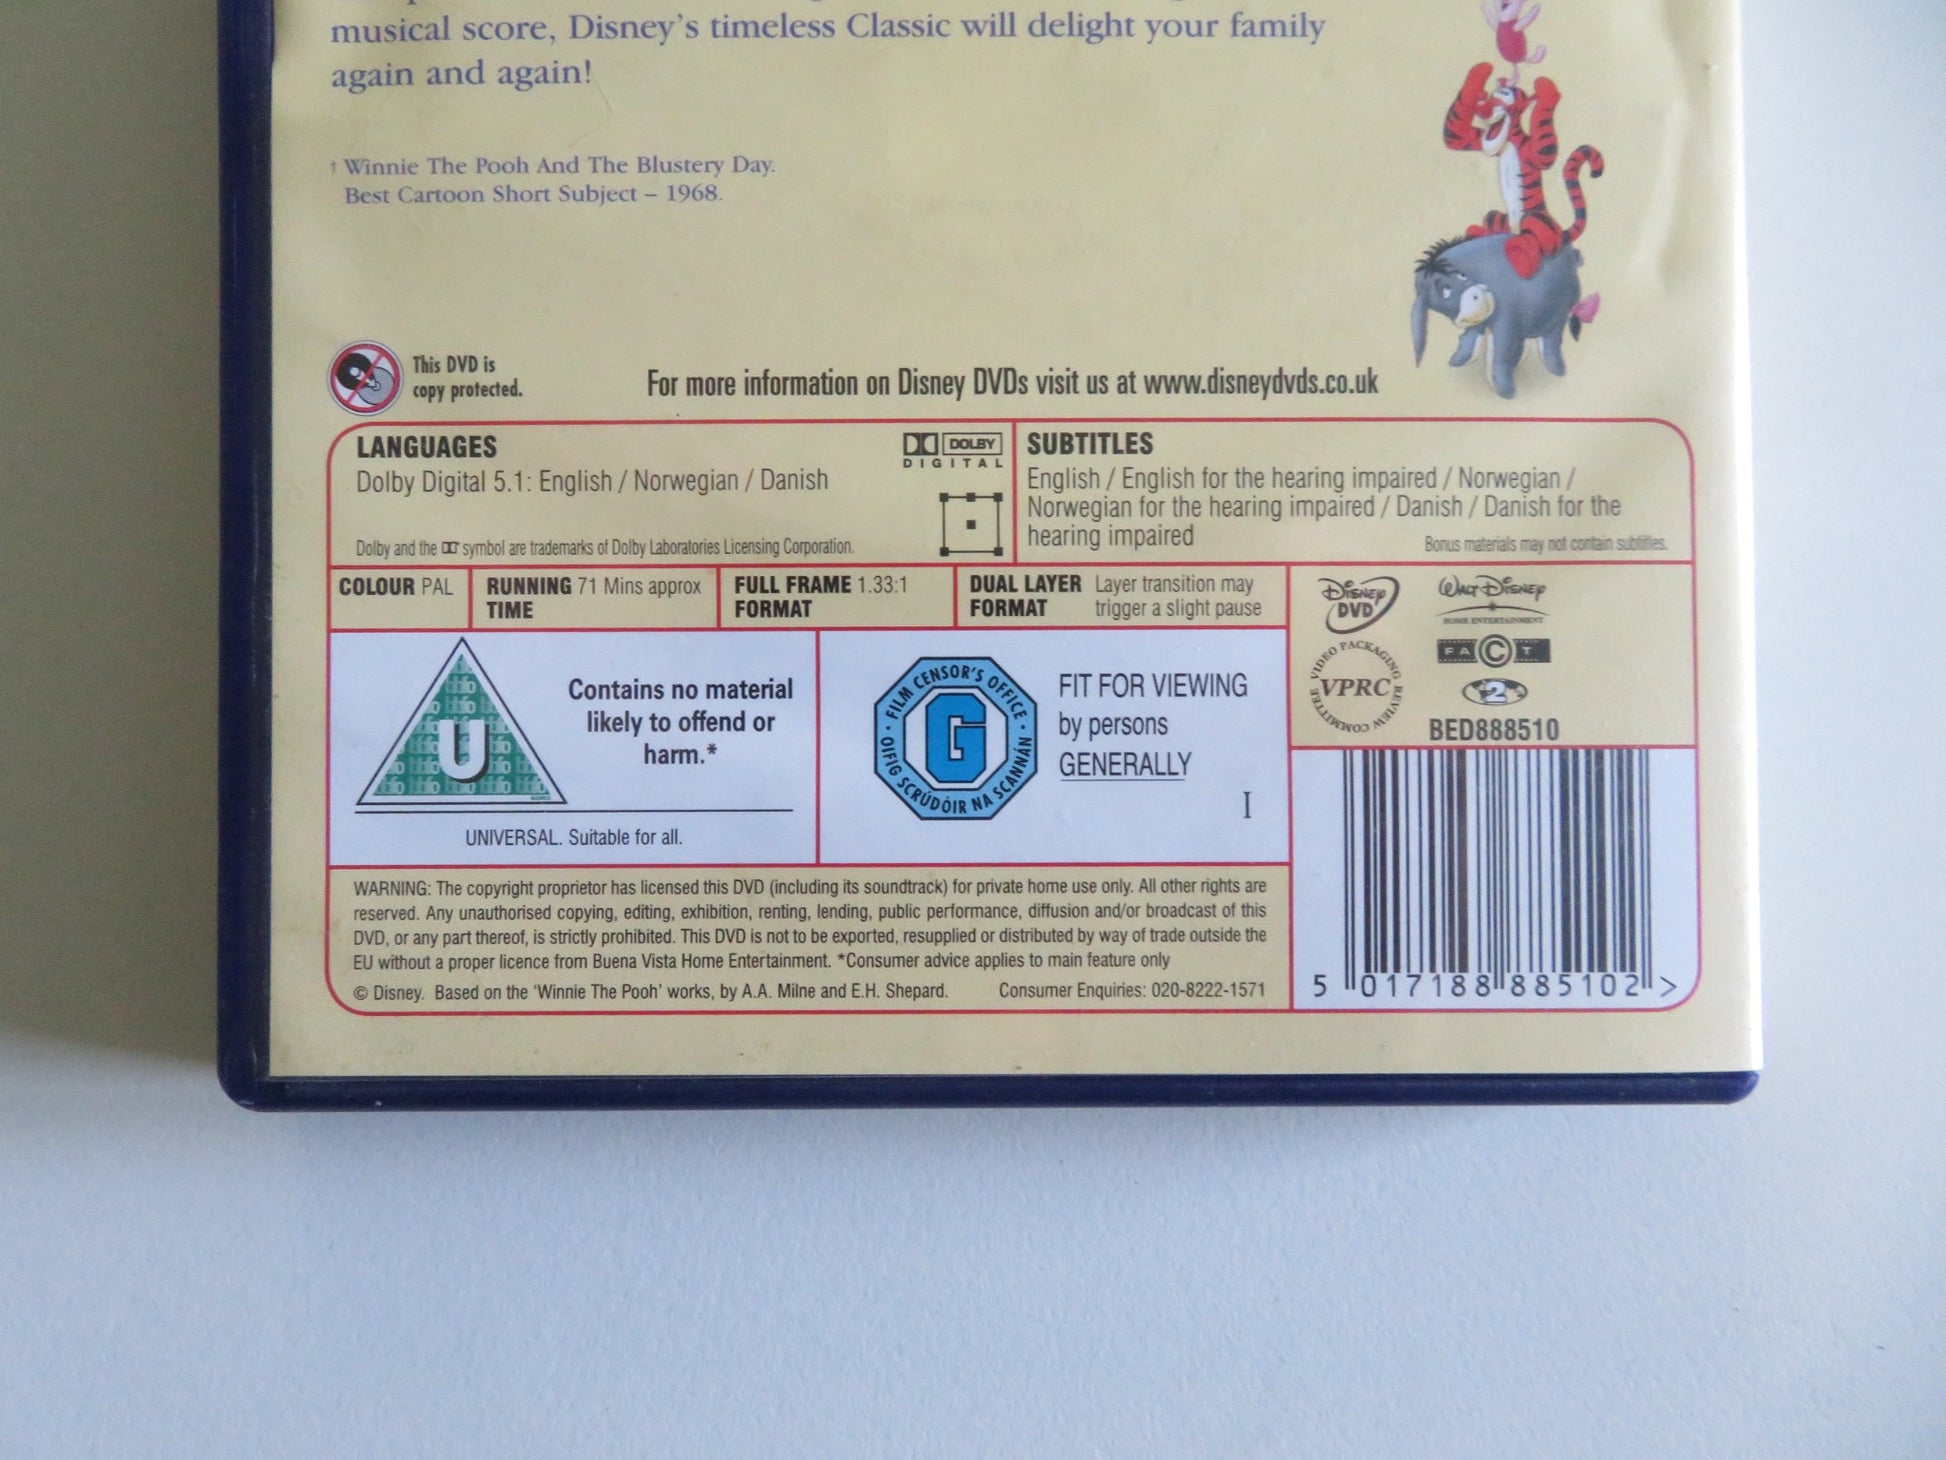 musical score, Disney's timeless Classic will delight your family
again and again!
† Winnie The Pooh And The Blustery Day.
Best Cartoon Short Subject – 1968.
This DVD is
copy protected.
For more information on Disney DVDs visit us at www.disneydvds.co.uk
LANGUAGES
Dolby Digital 5.1: English / Norwegian / Danish
DOLBY
DIGITAL
Dolby and the symbol are trademarks of Dolby Laboratories Licensing Corporation.
SUBTITLES
English / English for the hearing impaired / Norwegian /
Norwegian for the hearing impaired / Danish / Danish for the
hearing impaired
Bonus materials may not contain subtitles.
COLOUR PAL
RUNNING 71 Mins approx
TIME
FULL FRAME 1.33:1
FORMAT
DUAL LAYER Layer transition may
FORMAT trigger a slight pause
Disney
DVD
Walt Disney
HOME ENTERTAINMENT
VIDEO PACKAGING REVIEW COMMITTEE
VPRC
FACT
2
BED888510
U
Contains no material
likely to offend or
harm.*
UNIVERSAL. Suitable for all.
· FILM CENSOR'S OFFICE ·
G
OIFIG SCRÚDÓIR NA SCANNÁN
FIT FOR VIEWING
by persons
GENERALLY
I
WARNING: The copyright proprietor has licensed this DVD (including its soundtrack) for private home use only. All other rights are
reserved. Any unauthorised copying, editing, exhibition, renting, lending, public performance, diffusion and/or broadcast of this
DVD, or any part thereof, is strictly prohibited. This DVD is not to be exported, resupplied or distributed by way of trade outside the
EU without a proper licence from Buena Vista Home Entertainment. *Consumer advice applies to main feature only
© Disney. Based on the 'Winnie The Pooh' works, by A.A. Milne and E.H. Shepard. Consumer Enquiries: 020-8222-1571
5 017188 885102 >